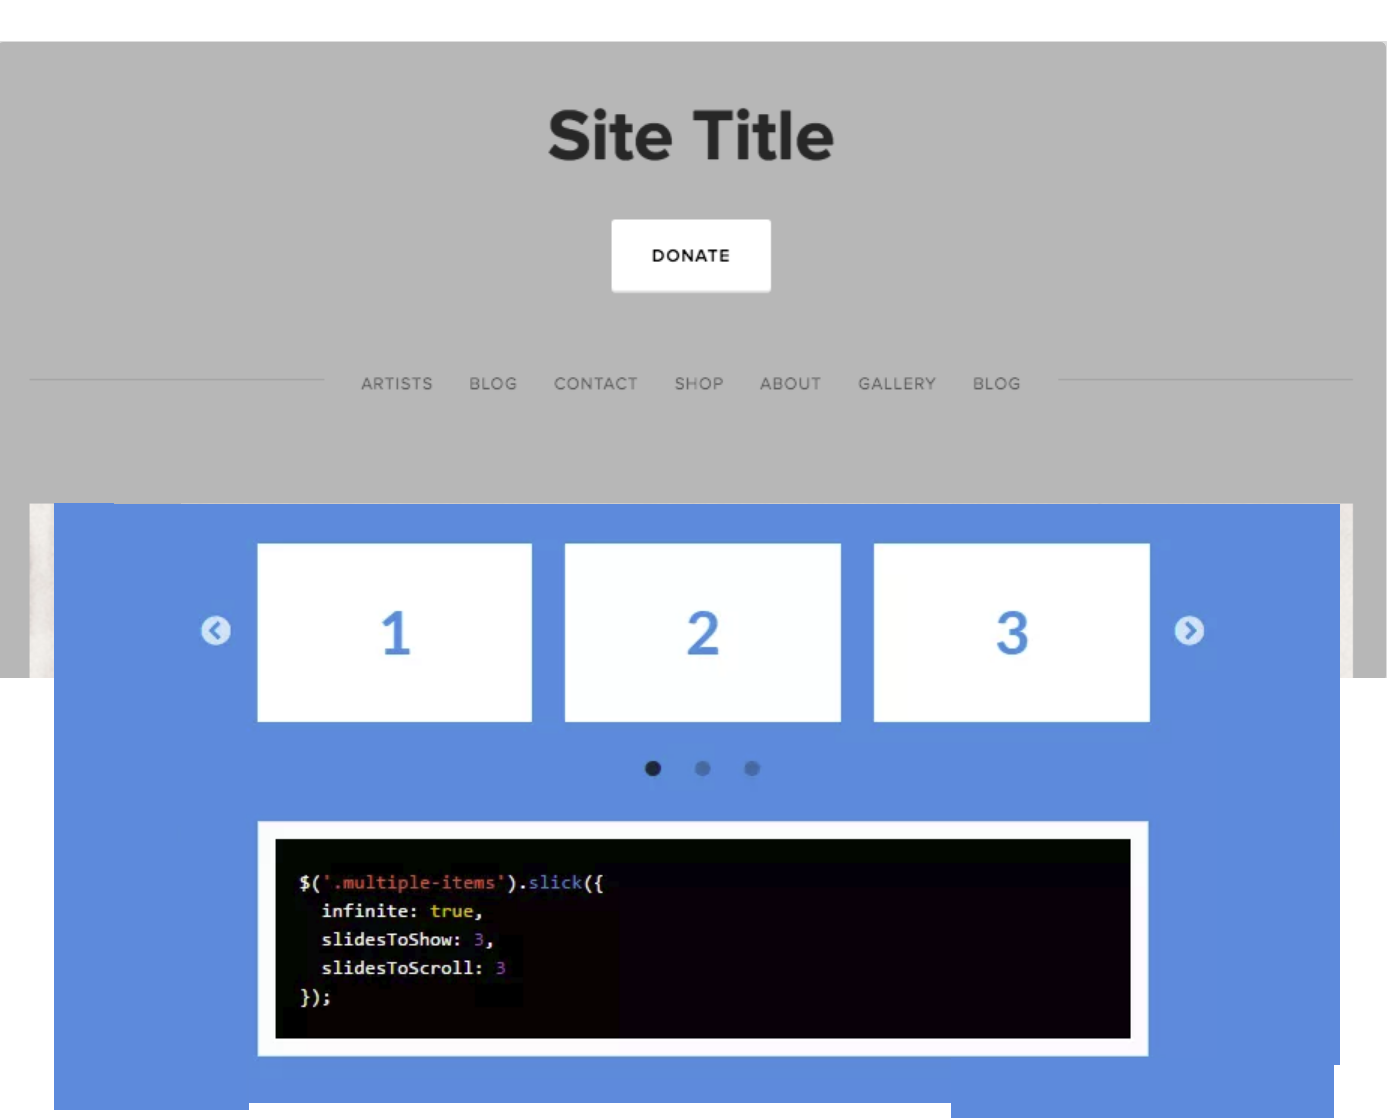 Site Title
DONATE
ARTISTS BLOG CONTACT SHOP ABOUT GALLERY BLOG
1 2 3
$('.multiple-items').slick({
  infinite: true,
  slidesToShow: 3,
  slidesToScroll: 3
});